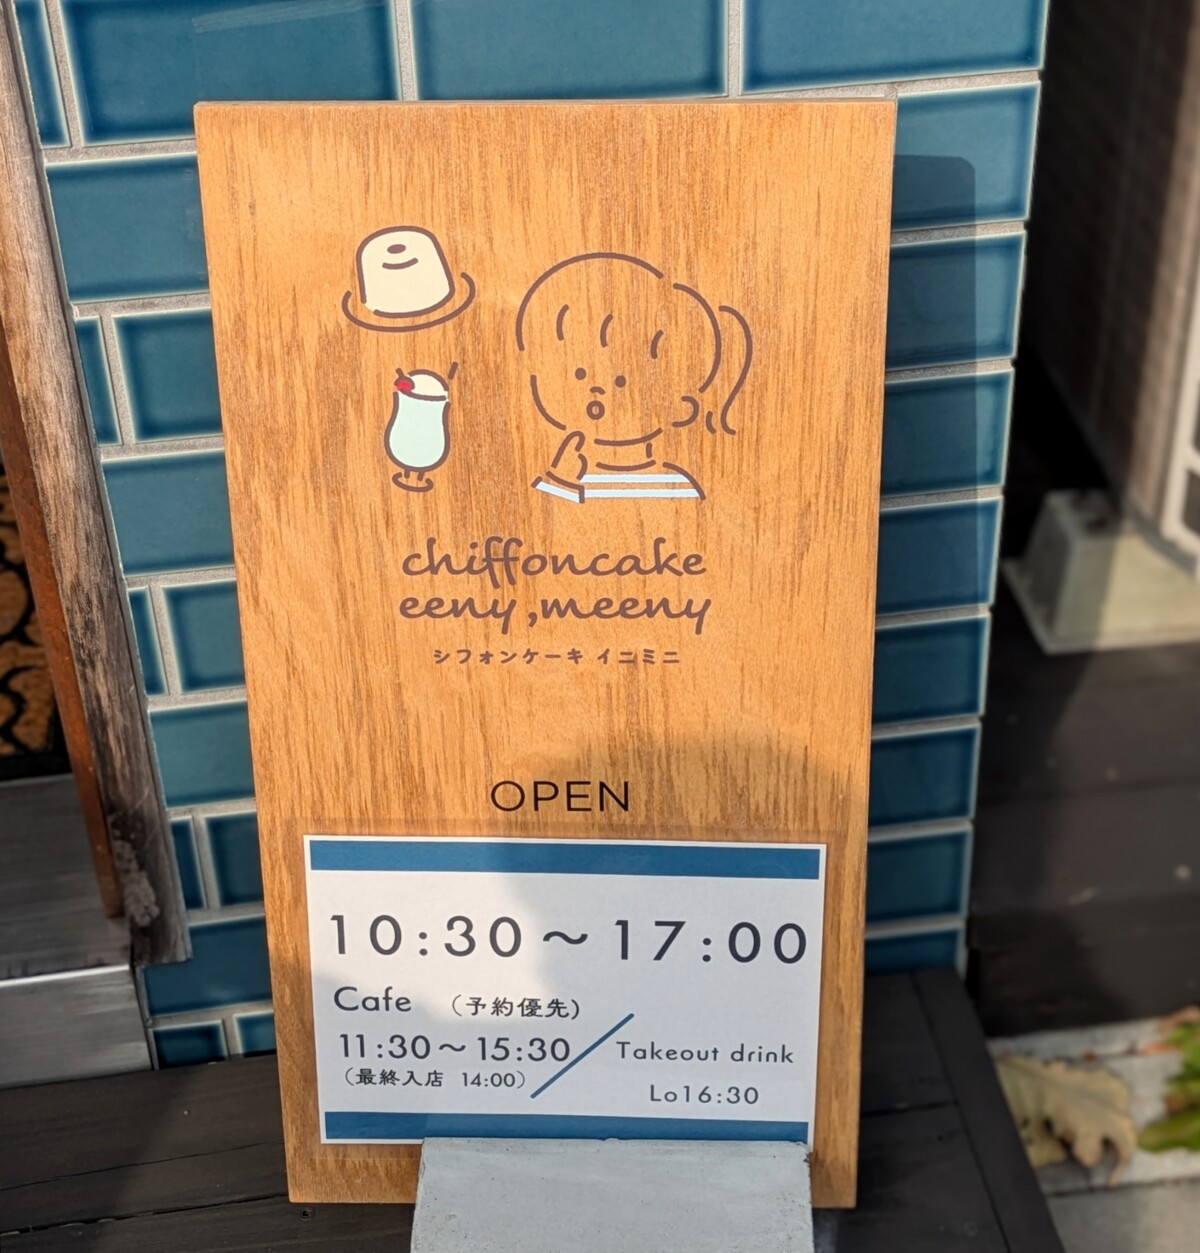 chiffoncake
eeny,meeny
シフォンケーキ イニミニ
OPEN
10:30～17:00
Cafe （予約優先）
11:30～15:30
（最終入店 14:00）
Takeout drink
Lo16:30